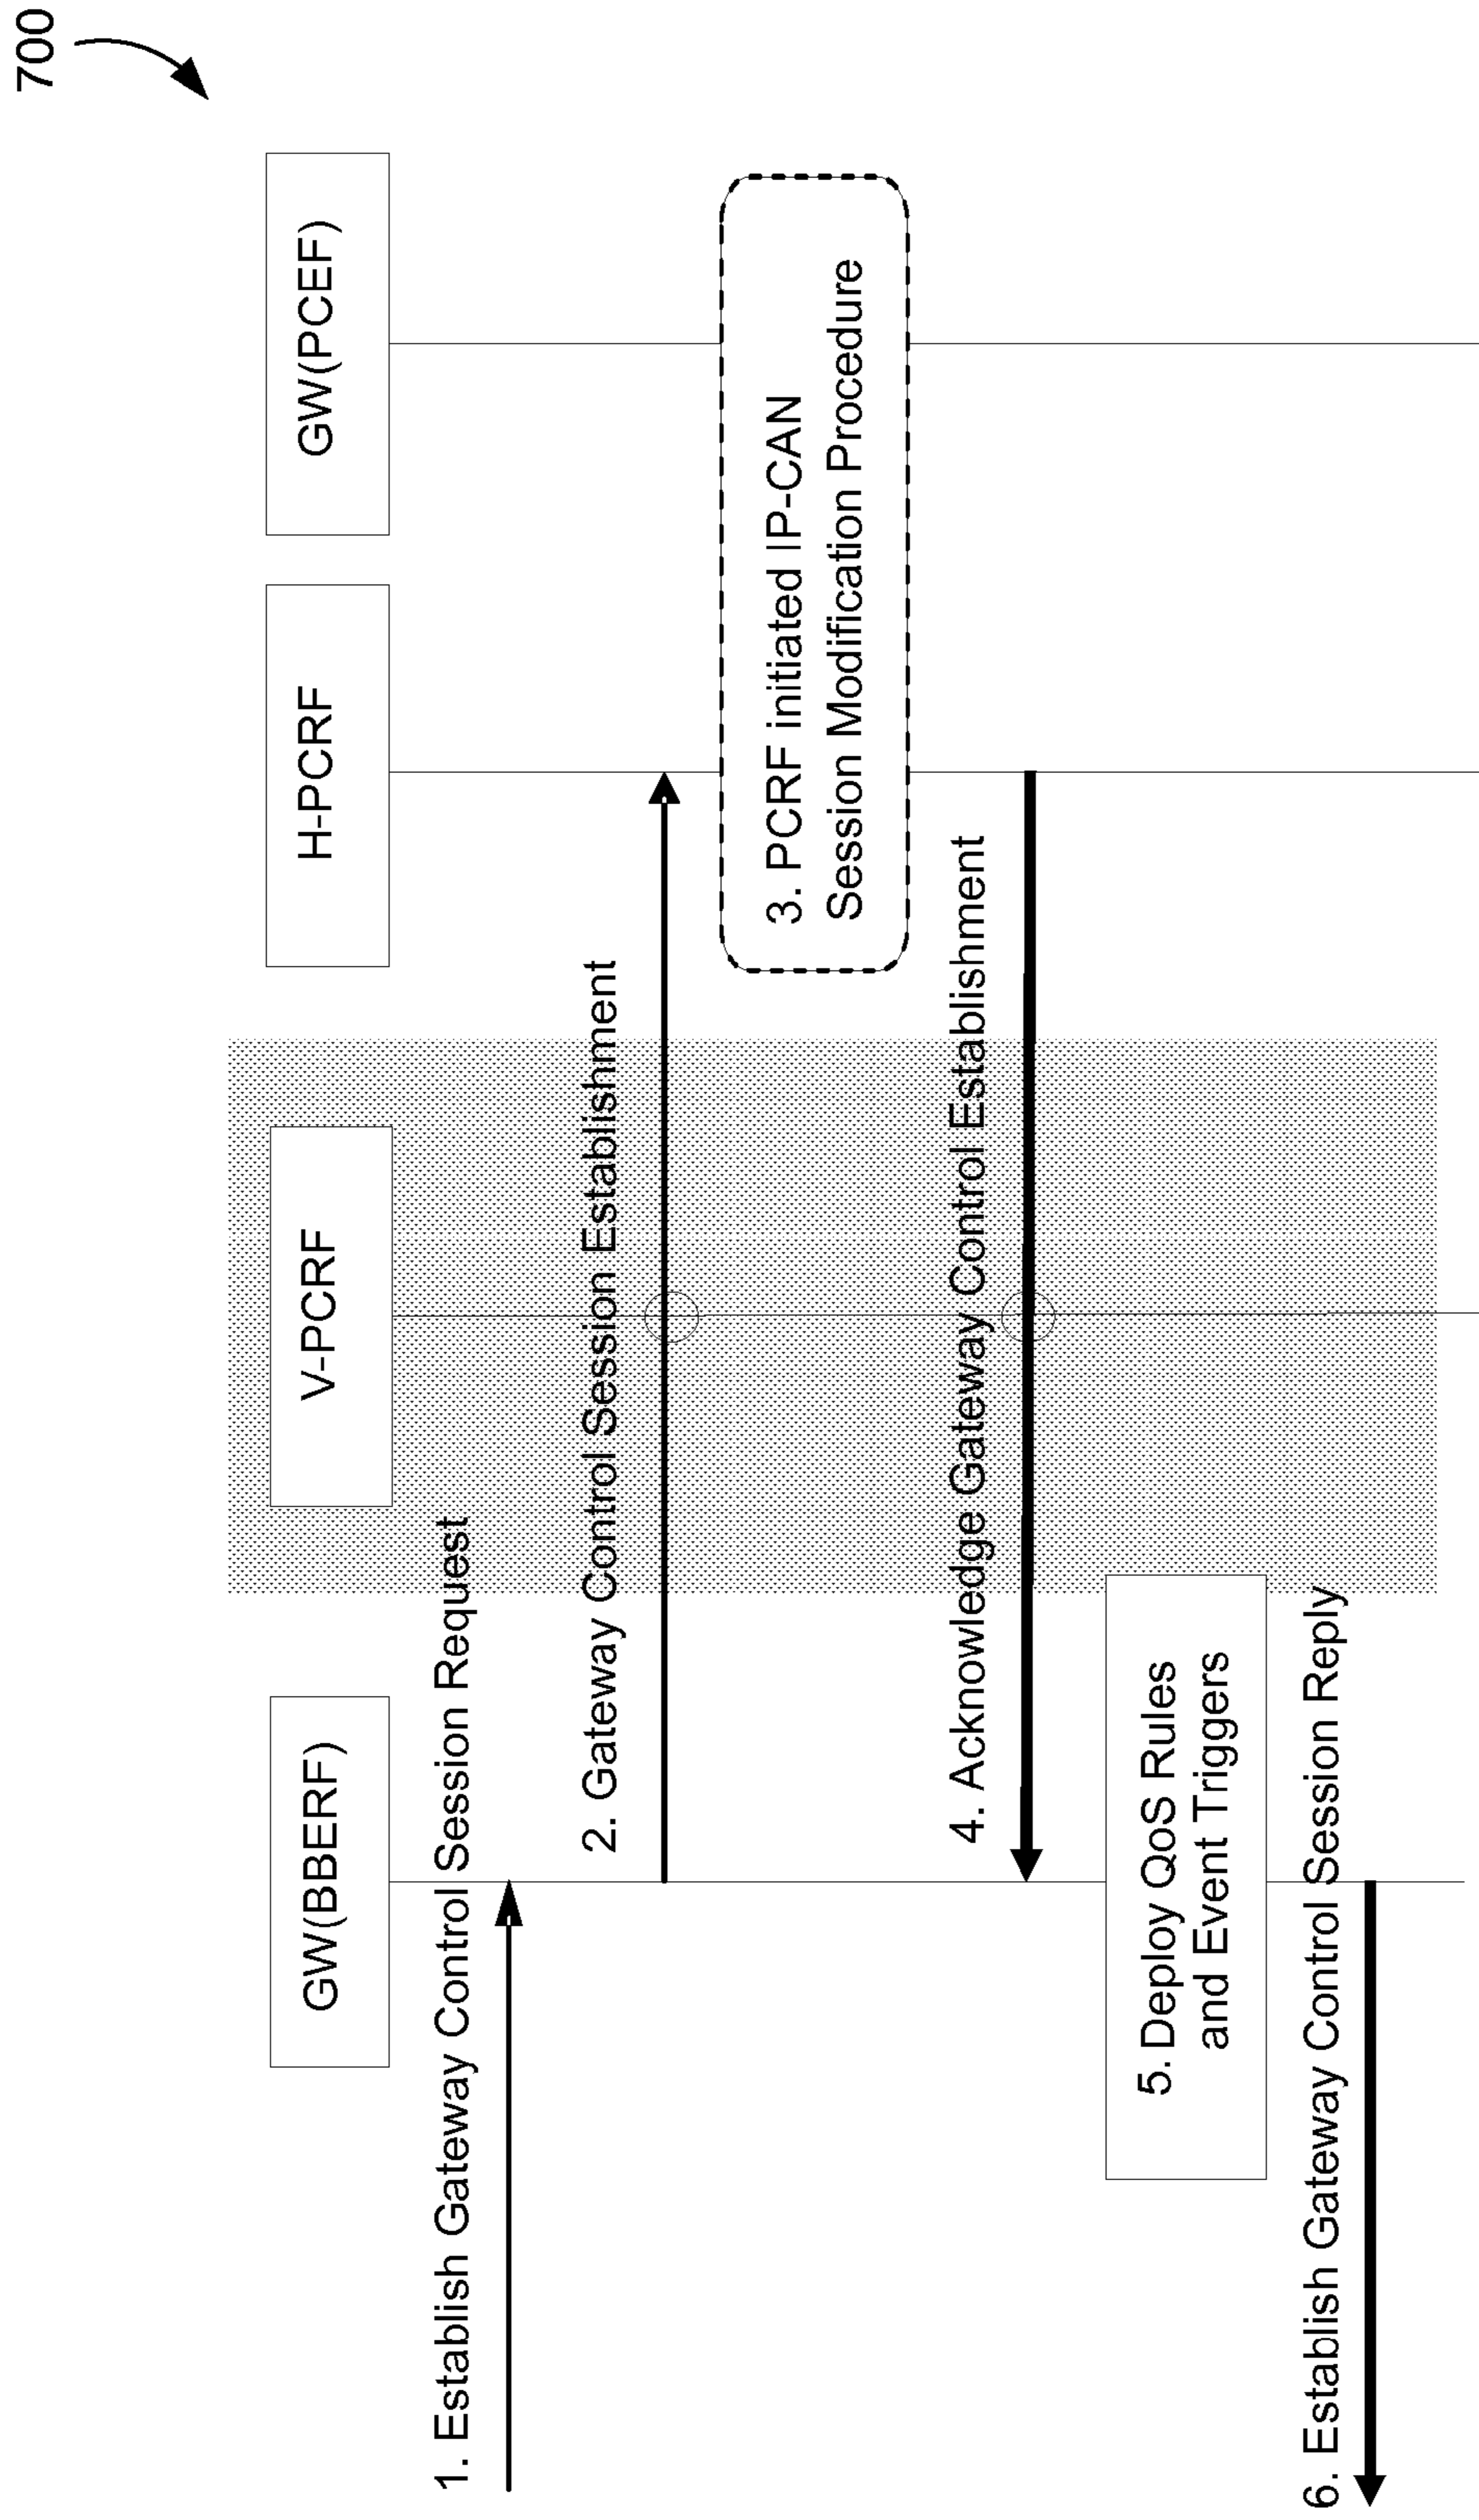 700
GW(BBERF)
V-PCRF
H-PCRF
GW(PCEF)
1. Establish Gateway Control Session Request
2. Gateway Control Session Establishment
3. PCRF initiated IP-CAN
Session Modification Procedure
4. Acknowledge Gateway Control Establishment
5. Deploy QoS Rules
and Event Triggers
6. Establish Gateway Control Session Reply